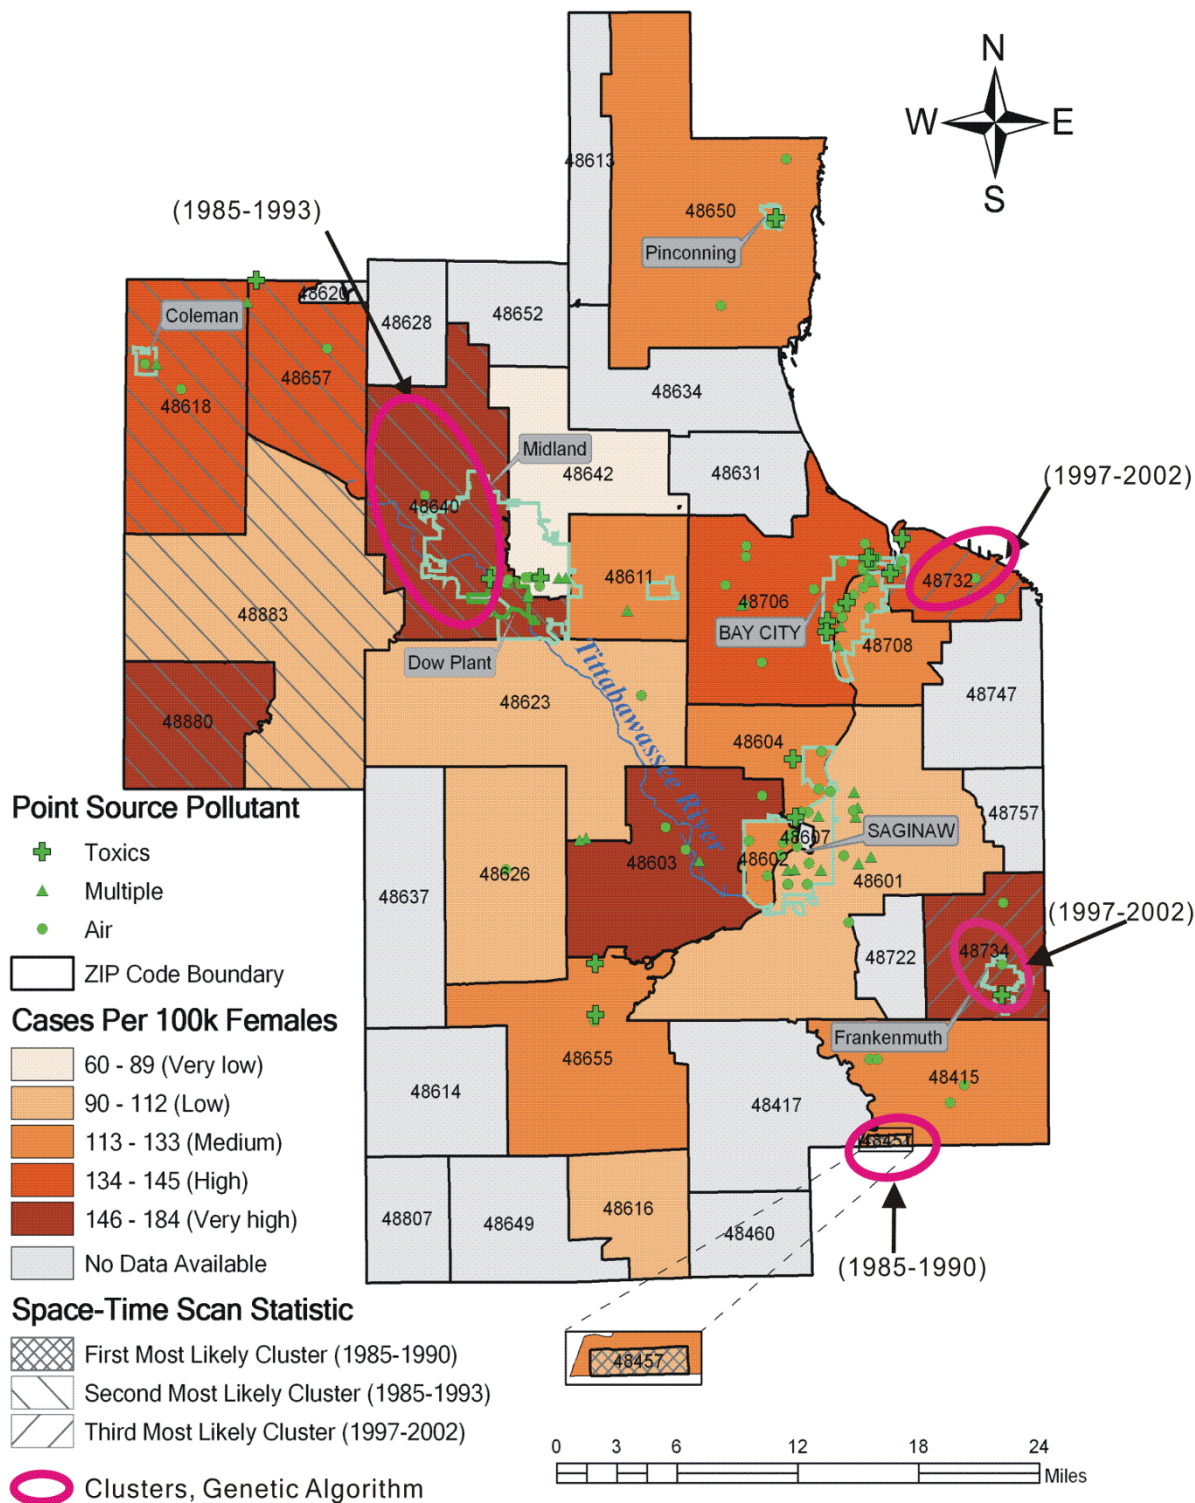 N
W E
S
48613
48650
Pinconning
(1985-1993)
48620
Coleman
48628
48652
48657
48618
48634
Midland
48642
48631
(1997-2002)
48640
48611
48732
48706
48883
BAY CITY
48708
Dow Plant
Tittabawassee River
48747
48623
48880
48604
Point Source Pollutant
48757
Toxics
SAGINAW
48607
48603
48602
48626
48601
Multiple
48637
Air
(1997-2002)
48734
48722
ZIP Code Boundary
Cases Per 100k Females
Frankenmuth
60 - 89 (Very low)
48655
48415
48614
90 - 112 (Low)
48417
113 - 133 (Medium)
48457
134 - 145 (High)
48616
146 - 184 (Very high)
48807
48649
48460
No Data Available
(1985-1990)
Space-Time Scan Statistic
First Most Likely Cluster (1985-1990)
48457
Second Most Likely Cluster (1985-1993)
Third Most Likely Cluster (1997-2002)
0 3 6 12 18 24
Miles
Clusters, Genetic Algorithm